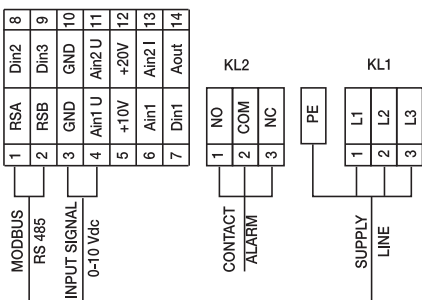 8 9 10 11 12 13 14
Din2 Din3 GND Ain2 U +20V Ain2 I Aout
RSA RSB GND Ain1 U +10V Ain1 Din1
1 2 3 4 5 6 7
MODBUS
RS 485
INPUT SIGNAL
0-10 Vdc
KL2
NO COM NC
1 2 3
CONTACT
ALARM
KL1
PE
L1 L2 L3
1 2 3
SUPPLY
LINE